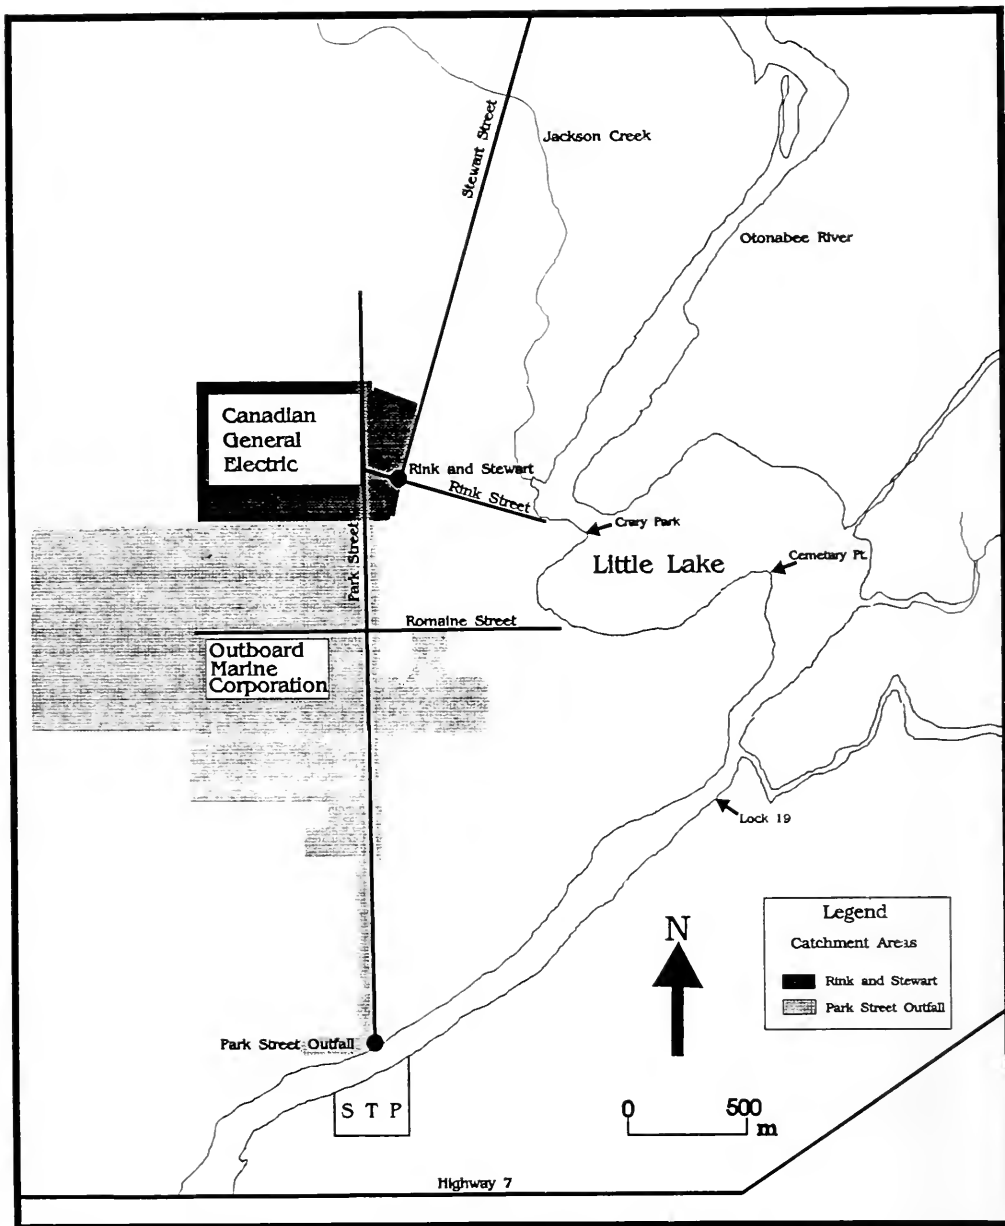 Stewart Street
Jackson Creek
Otonabee River
Canadian
General
Electric
Rink and Stewart
Rink Street
Crary Park
Park Street
Little Lake
Cemetary Pt.
Romaine Street
Outboard
Marine
Corporation
Lock 19
N
Legend
Catchment Areas
Rink and Stewart
Park Street Outfall
Park Street Outfall
S T P
0 500
m
Highway 7